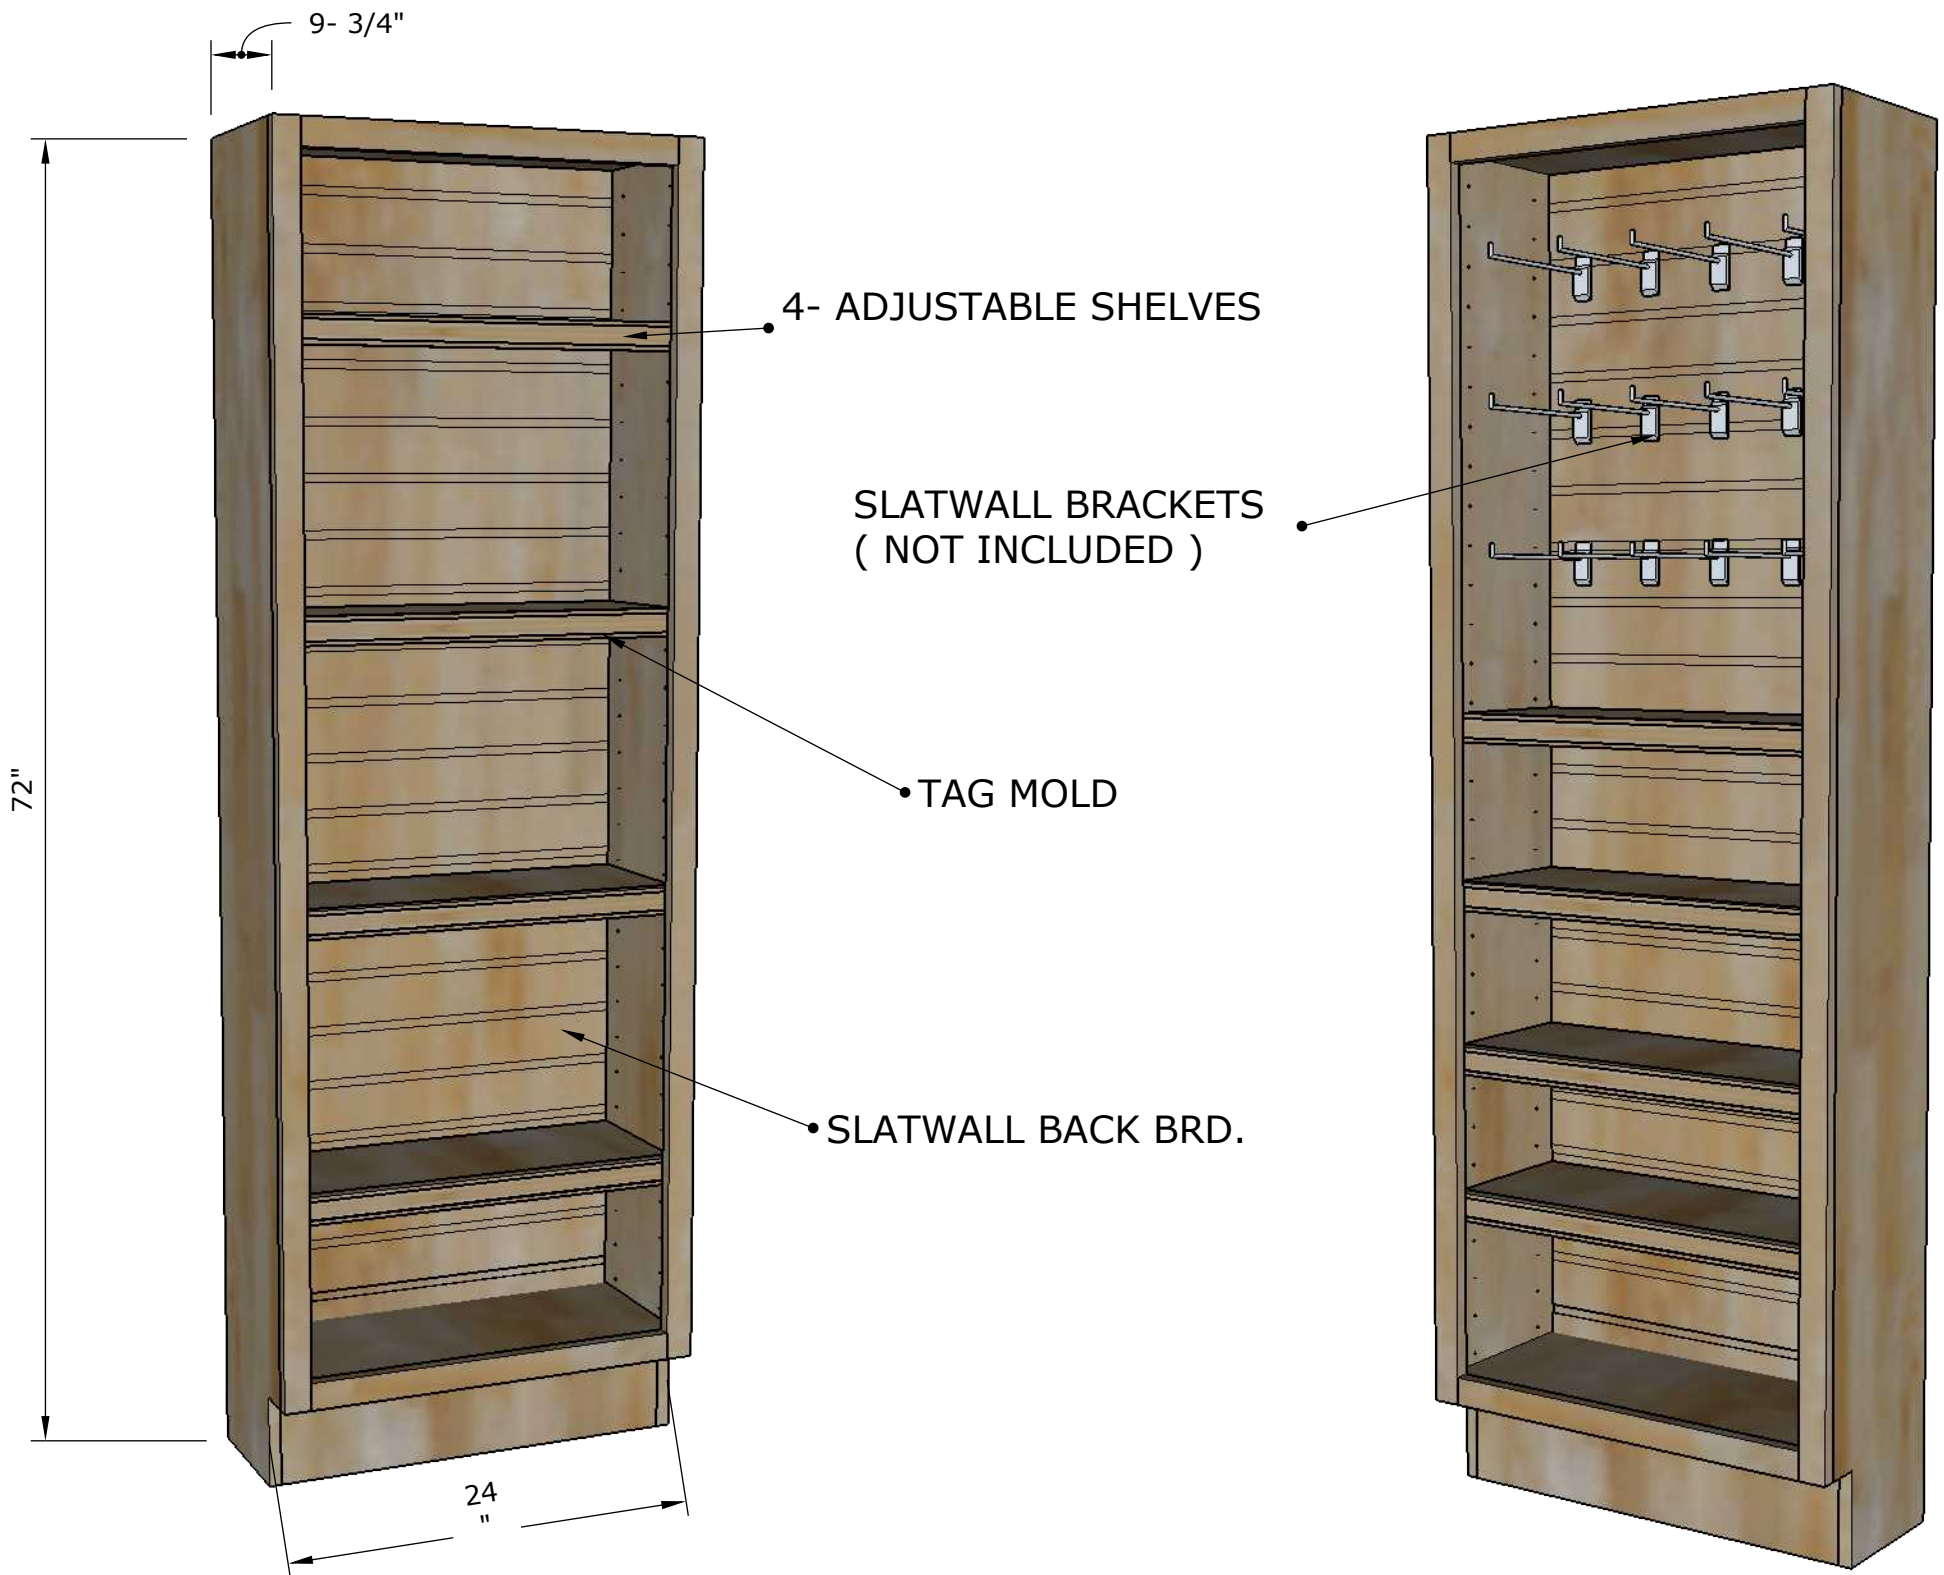 9- 3/4"
4- ADJUSTABLE SHELVES
SLATWALL BRACKETS
( NOT INCLUDED )
72"
TAG MOLD
SLATWALL BACK BRD.
24
"